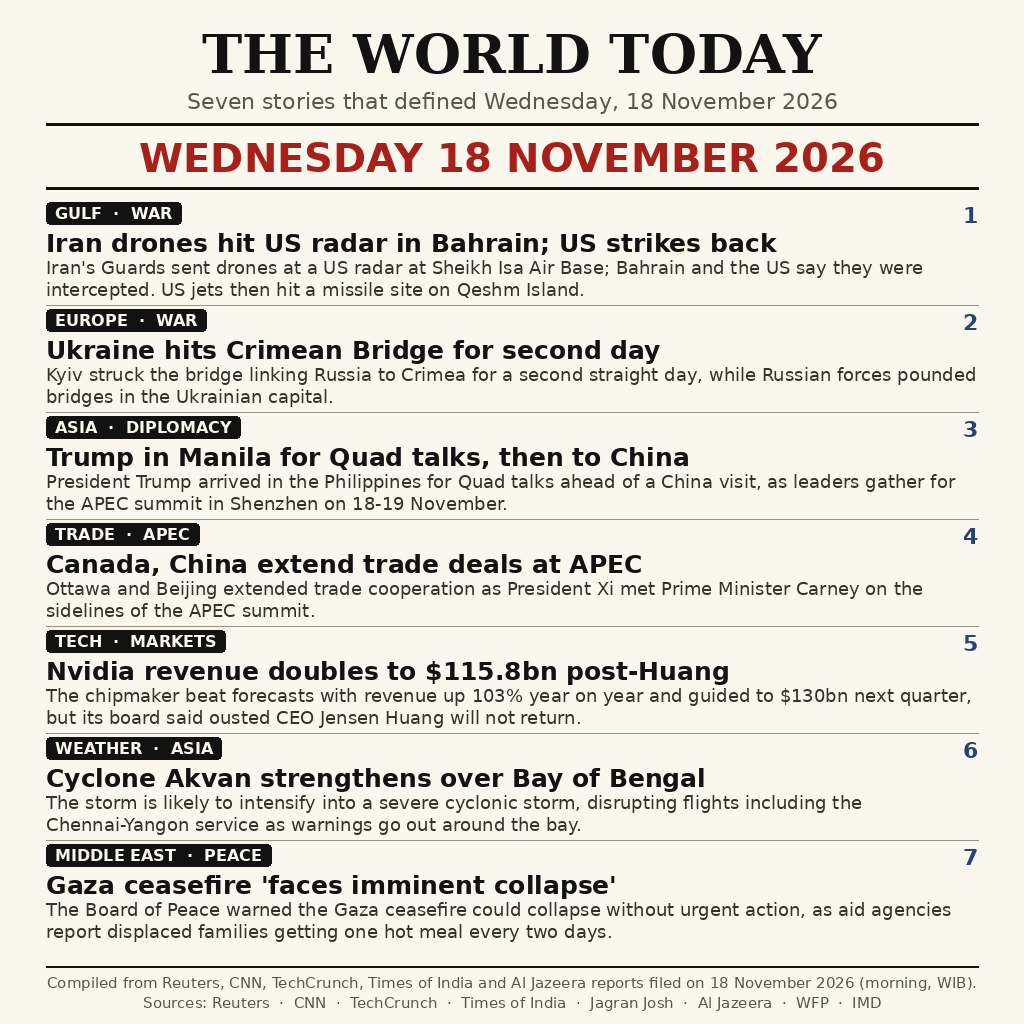 THE WORLD TODAY
Seven stories that defined Wednesday, 18 November 2026
WEDNESDAY 18 NOVEMBER 2026
GULF · WAR
1
Iran drones hit US radar in Bahrain; US strikes back
Iran's Guards sent drones at a US radar at Sheikh Isa Air Base; Bahrain and the US say they were
intercepted. US jets then hit a missile site on Qeshm Island.
EUROPE · WAR
2
Ukraine hits Crimean Bridge for second day
Kyiv struck the bridge linking Russia to Crimea for a second straight day, while Russian forces pounded
bridges in the Ukrainian capital.
ASIA · DIPLOMACY
3
Trump in Manila for Quad talks, then to China
President Trump arrived in the Philippines for Quad talks ahead of a China visit, as leaders gather for
the APEC summit in Shenzhen on 18-19 November.
TRADE · APEC
4
Canada, China extend trade deals at APEC
Ottawa and Beijing extended trade cooperation as President Xi met Prime Minister Carney on the
sidelines of the APEC summit.
TECH · MARKETS
5
Nvidia revenue doubles to $115.8bn post-Huang
The chipmaker beat forecasts with revenue up 103% year on year and guided to $130bn next quarter,
but its board said ousted CEO Jensen Huang will not return.
WEATHER · ASIA
6
Cyclone Akvan strengthens over Bay of Bengal
The storm is likely to intensify into a severe cyclonic storm, disrupting flights including the
Chennai-Yangon service as warnings go out around the bay.
MIDDLE EAST · PEACE
7
Gaza ceasefire 'faces imminent collapse'
The Board of Peace warned the Gaza ceasefire could collapse without urgent action, as aid agencies
report displaced families getting one hot meal every two days.
Compiled from Reuters, CNN, TechCrunch, Times of India and Al Jazeera reports filed on 18 November 2026 (morning, WIB).
Sources: Reuters · CNN · TechCrunch · Times of India · Jagran Josh · Al Jazeera · WFP · IMD